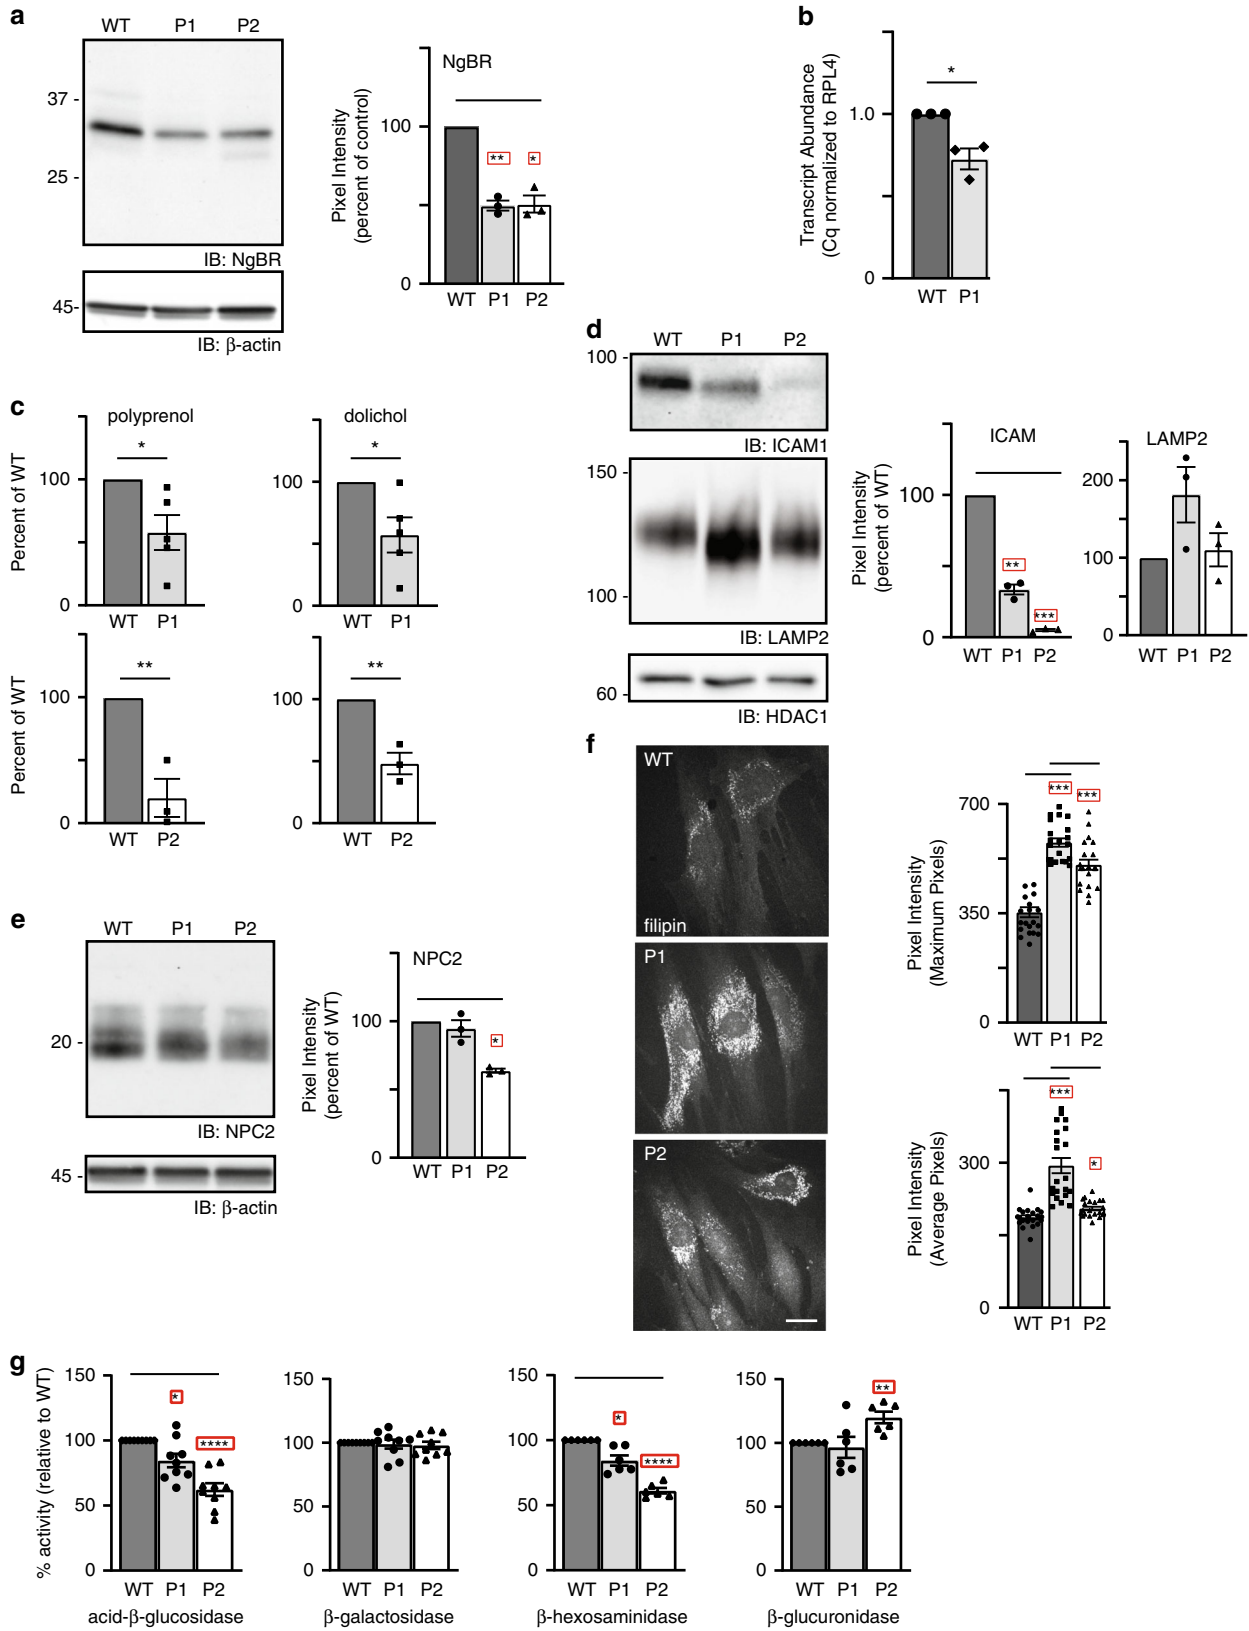 a
WT P1 P2
37 -
25 -
IB: NgBR
45-
IB: β-actin
Pixel Intensity
(percent of control)
NgBR
100
0
** *
WT P1 P2
b
Transcript Abundance
(Cq normalized to RPL4)
1.0
0
*
WT P1
c
polyprenol
Percent of WT
100
0
*
WT P1
dolichol
100
0
*
WT P1
Percent of WT
100
0
**
WT P2
100
0
**
WT P2
d
WT P1 P2
100 -
IB: ICAM1
150 -
100 -
IB: LAMP2
60 -
IB: HDAC1
Pixel Intensity
(percent of WT)
ICAM
100
0
**
***
WT P1 P2
LAMP2
200
100
0
WT P1 P2
e
WT P1 P2
20 -
IB: NPC2
45 -
IB: β-actin
Pixel Intensity
(percent of WT)
NPC2
100
0
*
WT P1 P2
f
WT
filipin
P1
P2
Pixel Intensity
(Maximum Pixels)
700
350
0
*** ***
WT P1 P2
Pixel Intensity
(Average Pixels)
300
0
***
*
WT P1 P2
g
% activity (relative to WT)
150
100
50
0
*
****
WT P1 P2
acid-β-glucosidase
150
100
50
0
WT P1 P2
β-galactosidase
150
100
50
0
*
****
WT P1 P2
β-hexosaminidase
150
100
50
0
**
WT P1 P2
β-glucuronidase